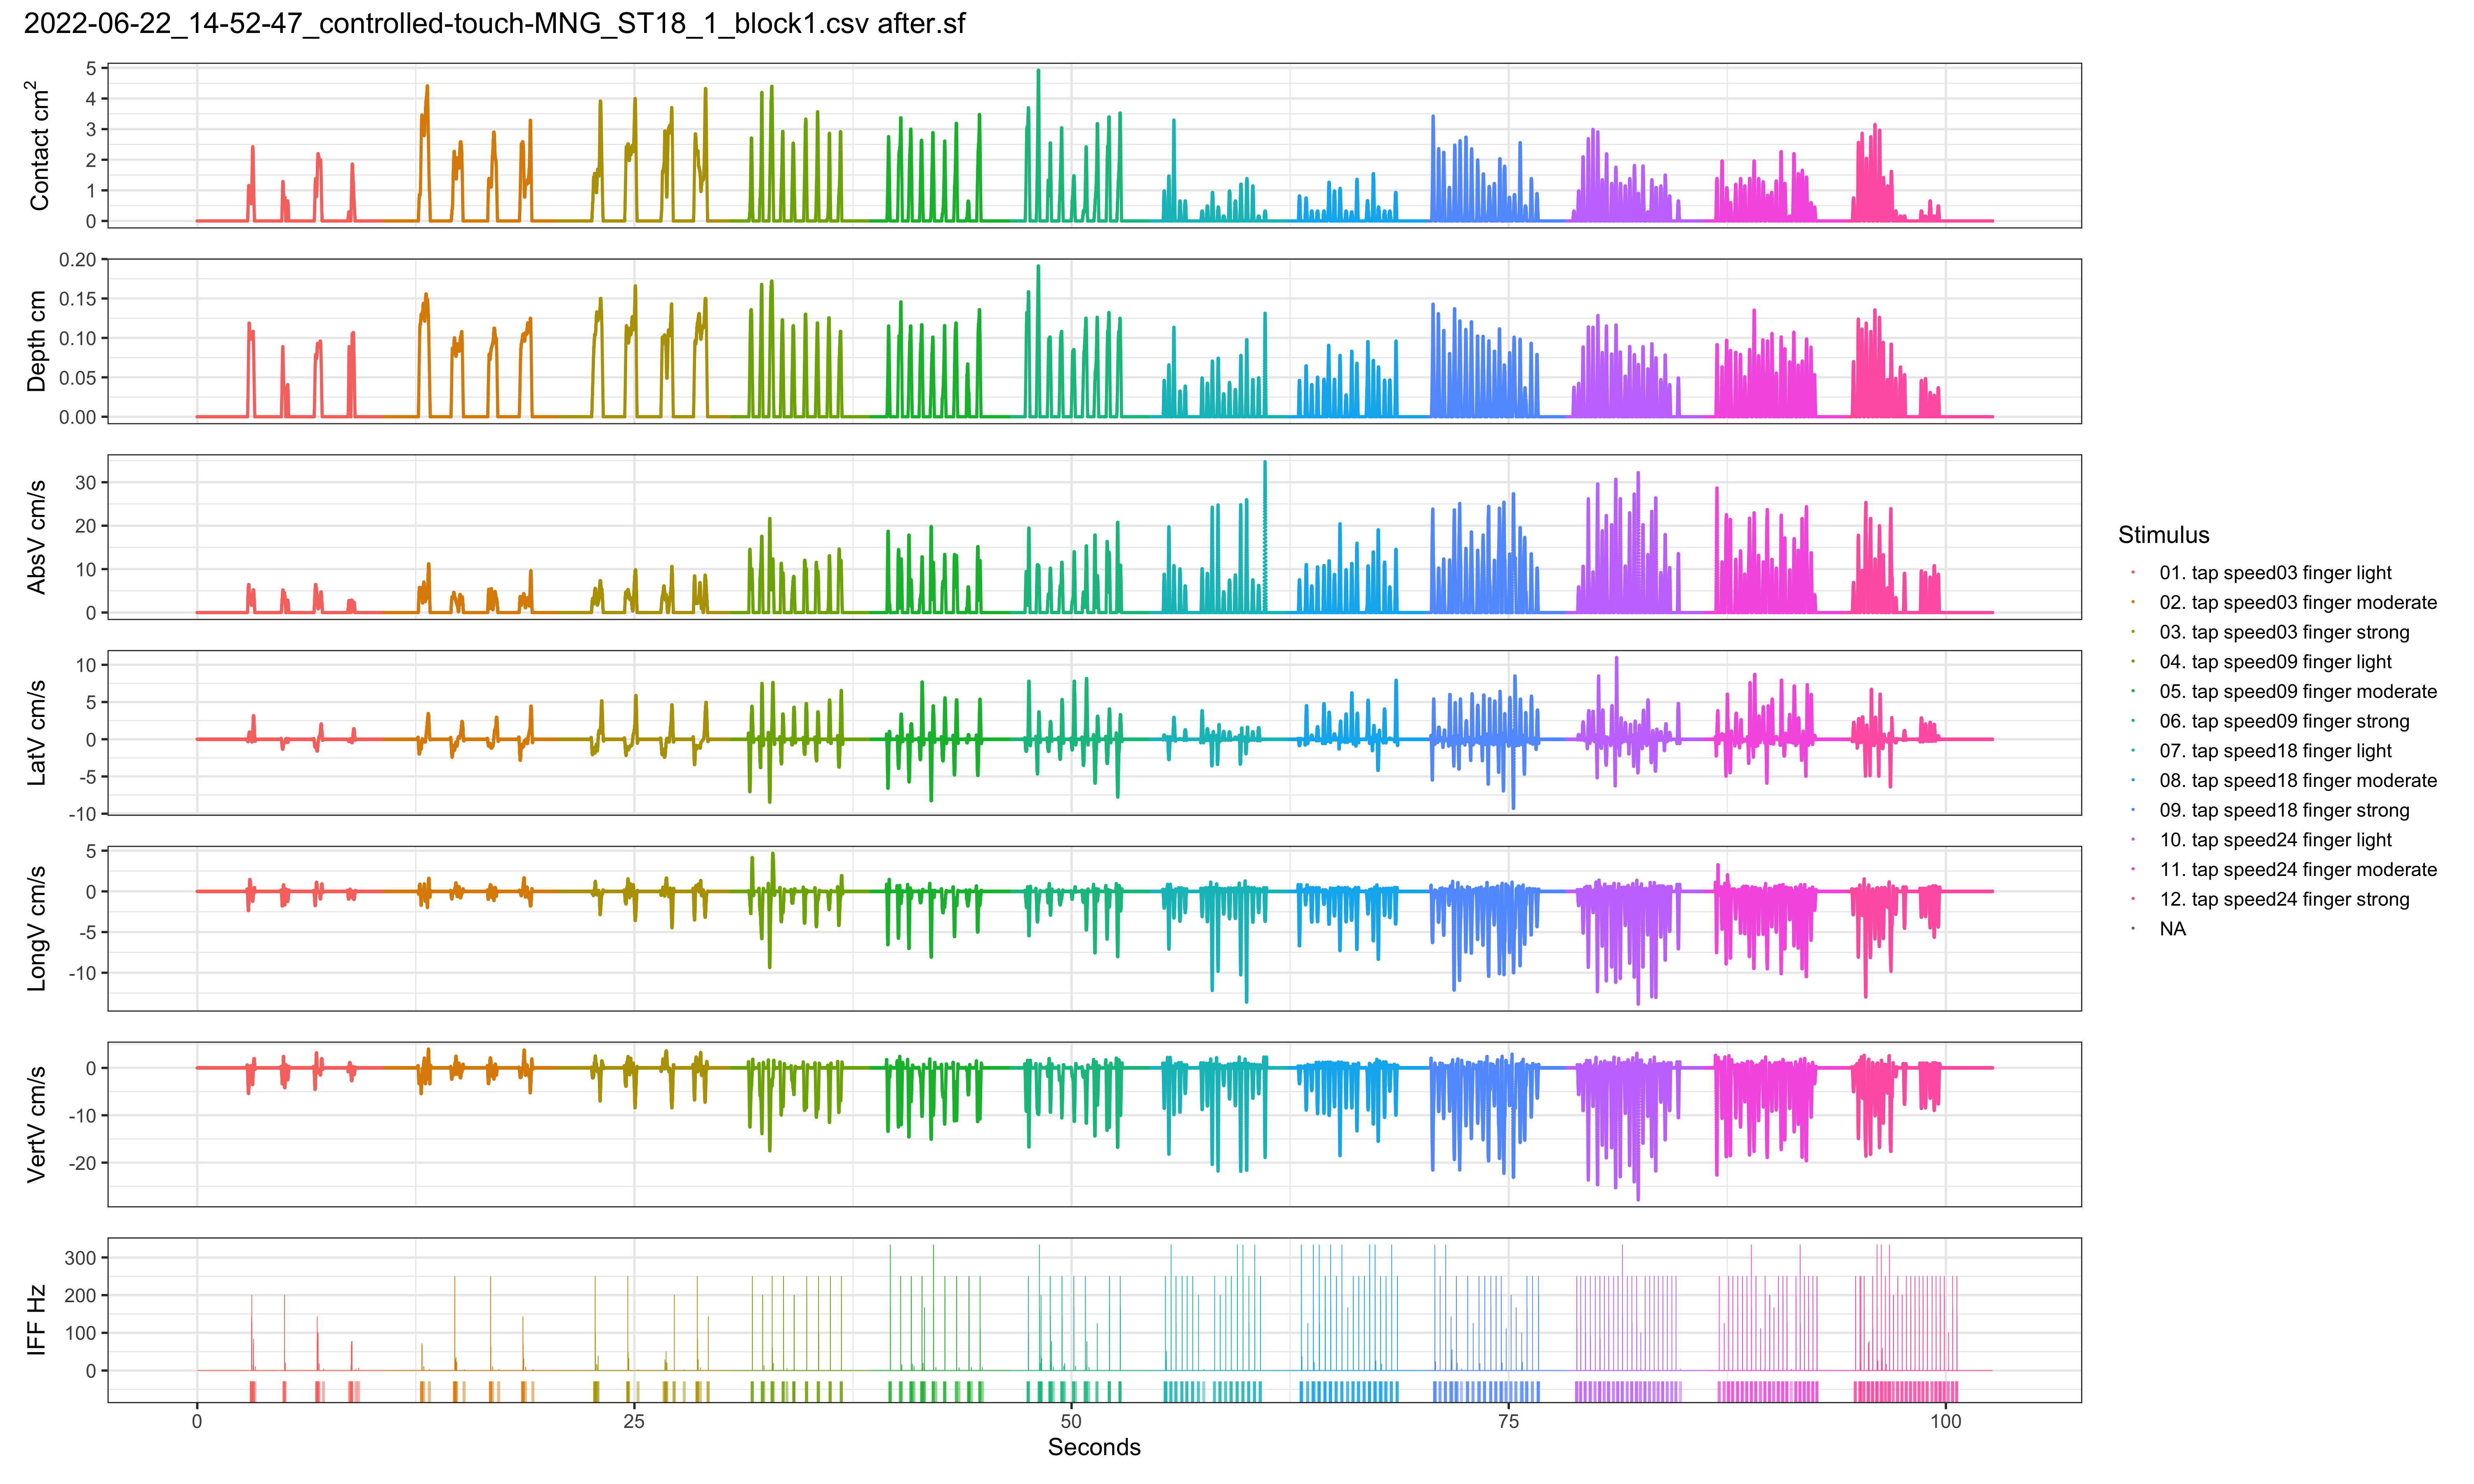 2022-06-22_14-52-47_controlled-touch-MNG_ST18_1_block1.csv after.sf
Contact cm²
5
4
3
2
1
0
Depth cm
0.20
0.15
0.10
0.05
0.00
AbsV cm/s
30
20
10
0
LatV cm/s
10
5
0
-5
-10
LongV cm/s
5
0
-5
-10
VertV cm/s
0
-10
-20
IFF Hz
300
200
100
0
0 25 50 75 100
Seconds
Stimulus
01. tap speed03 finger light
02. tap speed03 finger moderate
03. tap speed03 finger strong
04. tap speed09 finger light
05. tap speed09 finger moderate
06. tap speed09 finger strong
07. tap speed18 finger light
08. tap speed18 finger moderate
09. tap speed18 finger strong
10. tap speed24 finger light
11. tap speed24 finger moderate
12. tap speed24 finger strong
NA